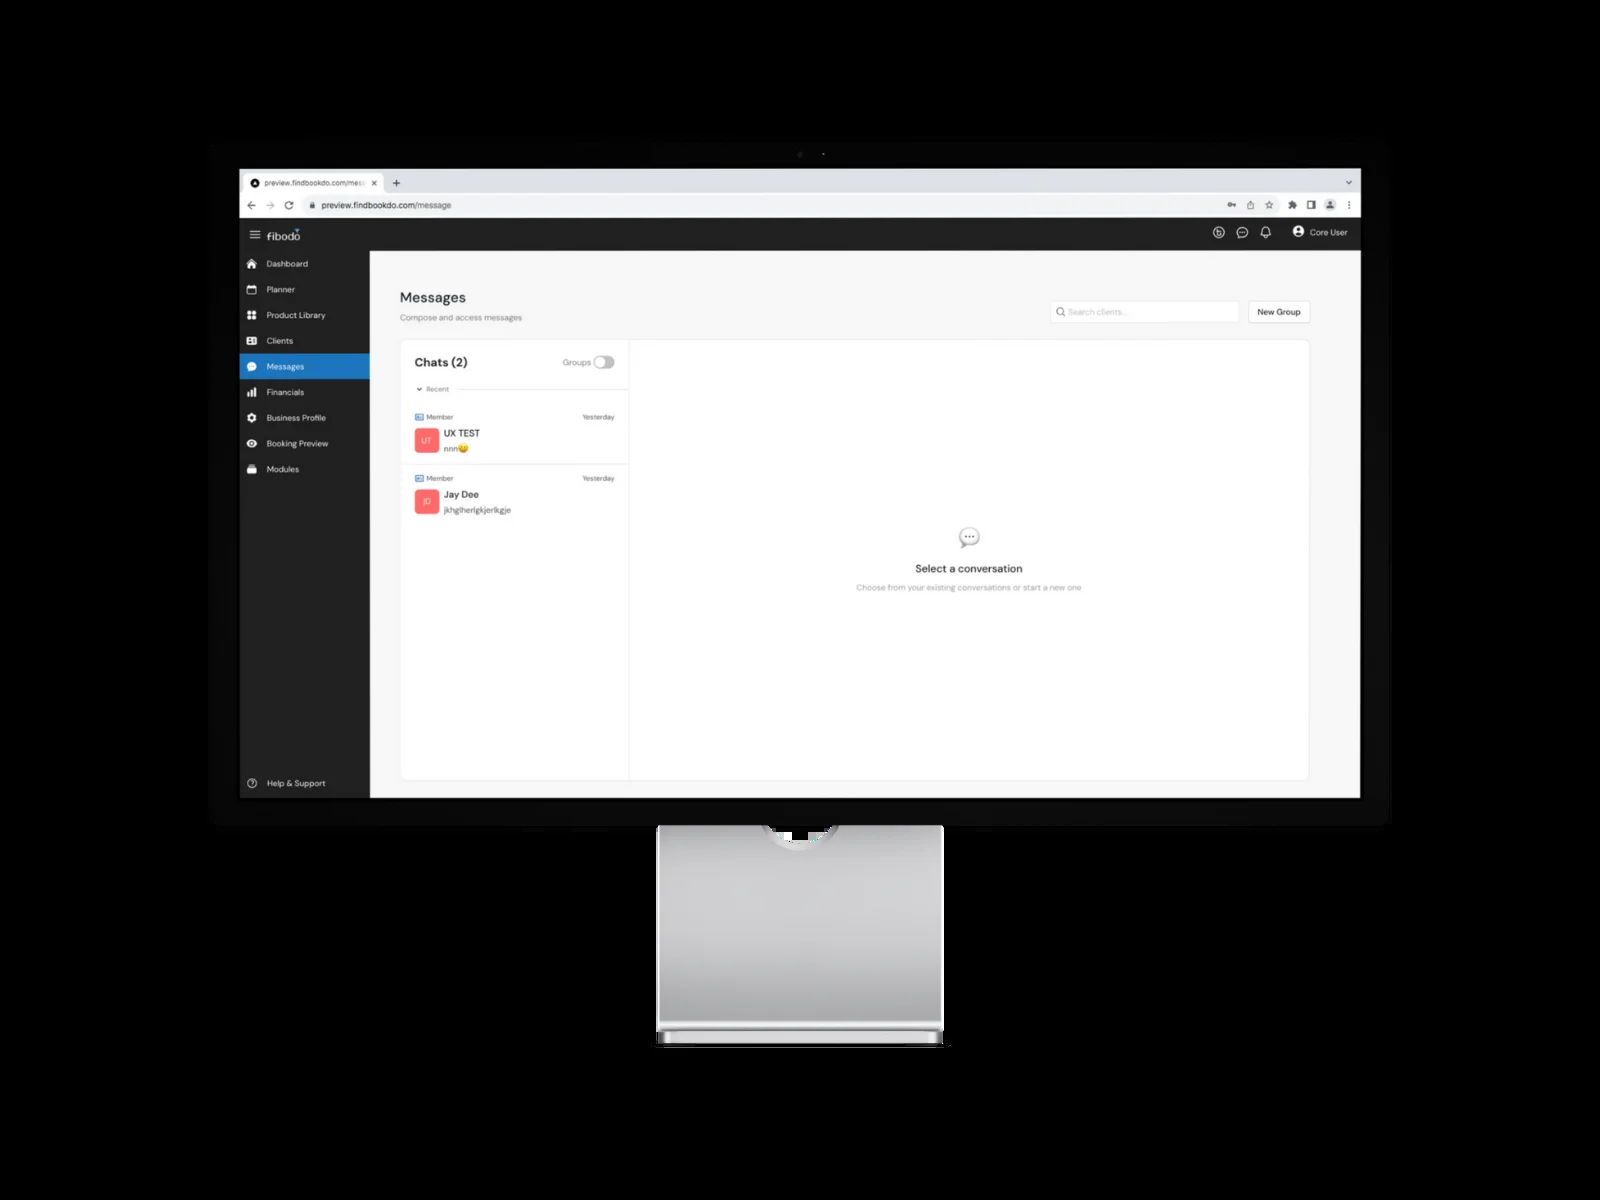 preview.findbookdo.com/mess
preview.findbookdo.com/message
fibodo
Core User
Dashboard
Planner
Product Library
Clients
Messages
Financials
Business Profile
Booking Preview
Modules
Help & Support
Messages
Compose and access messages
Search clients...
New Group
Chats (2)
Groups
Recent
Member
Yesterday
UT
UX TEST
nnn😄
Member
Yesterday
JD
Jay Dee
jkhglherlgkjerlkgje
Select a conversation
Choose from your existing conversations or start a new one